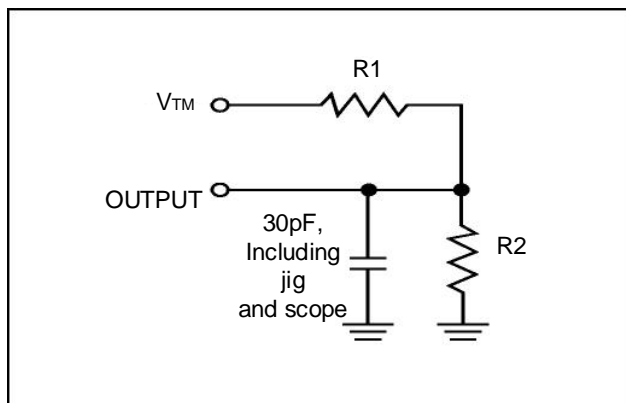 R1
VTM
OUTPUT
30pF,
Including
jig
and scope
R2